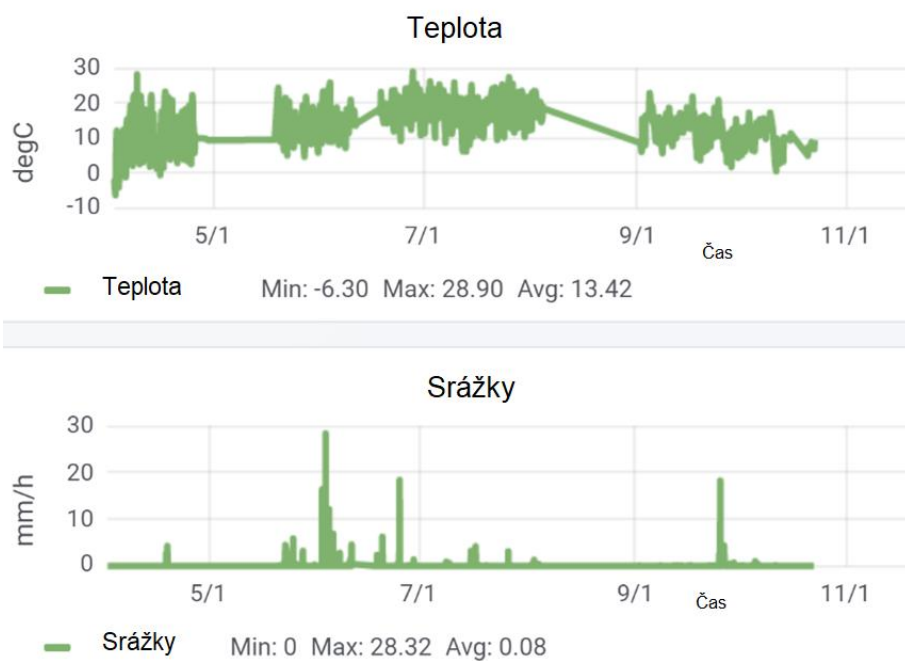 Teplota
30
20
10
0
-10
degC
5/1 7/1 9/1 11/1
Čas
Teplota Min: -6.30 Max: 28.90 Avg: 13.42
Srážky
30
20
10
0
mm/h
5/1 7/1 9/1 11/1
Čas
Srážky Min: 0 Max: 28.32 Avg: 0.08